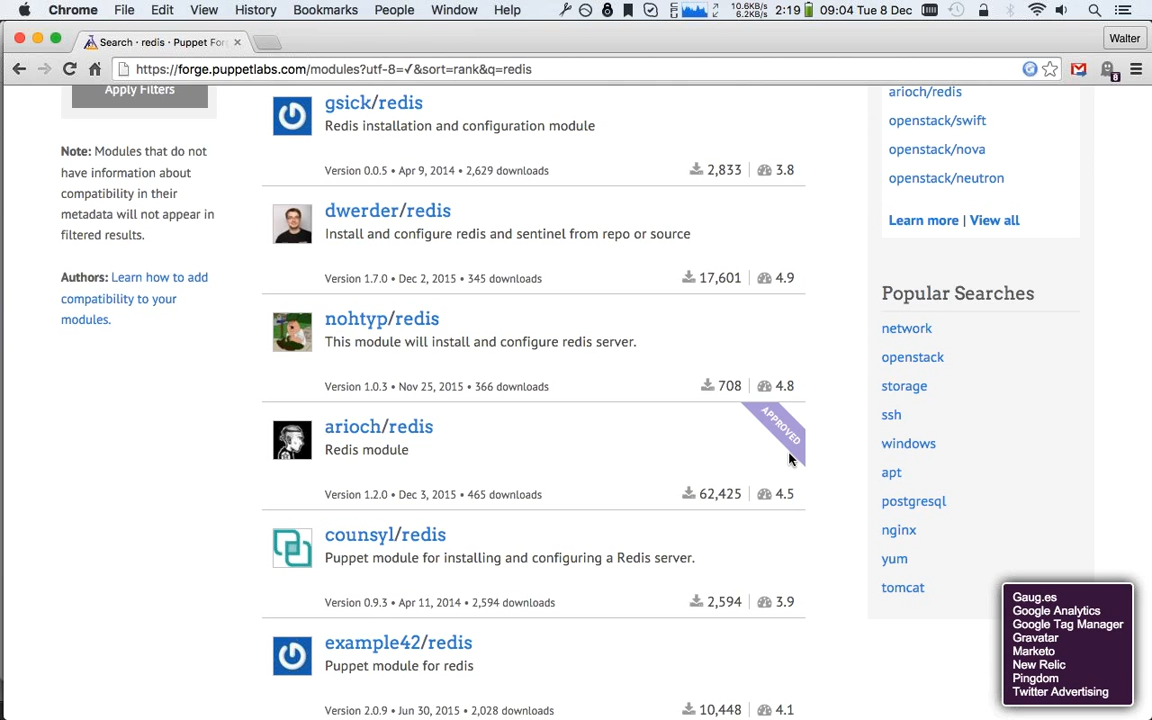 Chrome File Edit View History Bookmarks People Window Help 10.6KB/s 6.2KB/s 2:19 09:04 Tue 8 Dec
Search · redis · Puppet For
Walter
https://forge.puppetlabs.com/modules?utf-8=✓&sort=rank&q=redis
8
Apply Filters
Note: Modules that do not
have information about
compatibility in their
metadata will not appear in
filtered results.
Authors: Learn how to add
compatibility to your
modules.
gsick/redis
Redis installation and configuration module
Version 0.0.5 • Apr 9, 2014 • 2,629 downloads 2,833 3.8
dwerder/redis
Install and configure redis and sentinel from repo or source
Version 1.7.0 • Dec 2, 2015 • 345 downloads 17,601 4.9
nohtyp/redis
This module will install and configure redis server.
Version 1.0.3 • Nov 25, 2015 • 366 downloads 708 4.8
APPROVED
arioch/redis
Redis module
Version 1.2.0 • Dec 3, 2015 • 465 downloads 62,425 4.5
counsyl/redis
Puppet module for installing and configuring a Redis server.
Version 0.9.3 • Apr 11, 2014 • 2,594 downloads 2,594 3.9
example42/redis
Puppet module for redis
Version 2.0.9 • Jun 30, 2015 • 2,028 downloads 10,448 4.1
arioch/redis
openstack/swift
openstack/nova
openstack/neutron
Learn more | View all
Popular Searches
network
openstack
storage
ssh
windows
apt
postgresql
nginx
yum
tomcat
Gaug.es
Google Analytics
Google Tag Manager
Gravatar
Marketo
New Relic
Pingdom
Twitter Advertising